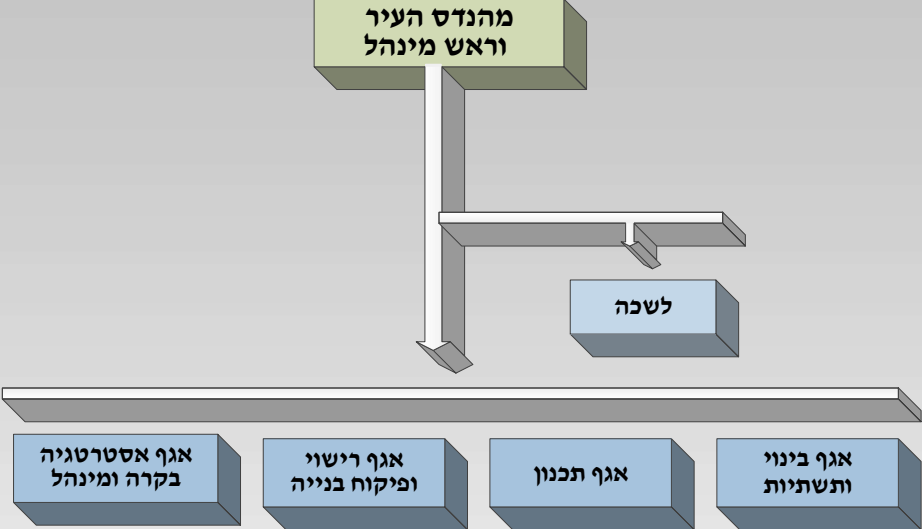 מהנדס העיר
וראש מינהל
לשכה
אגף בינוי
ותשתיות
אגף תכנון
אגף רישוי
ופיקוח בנייה
אגף אסטרטגיה
בקרה ומינהל